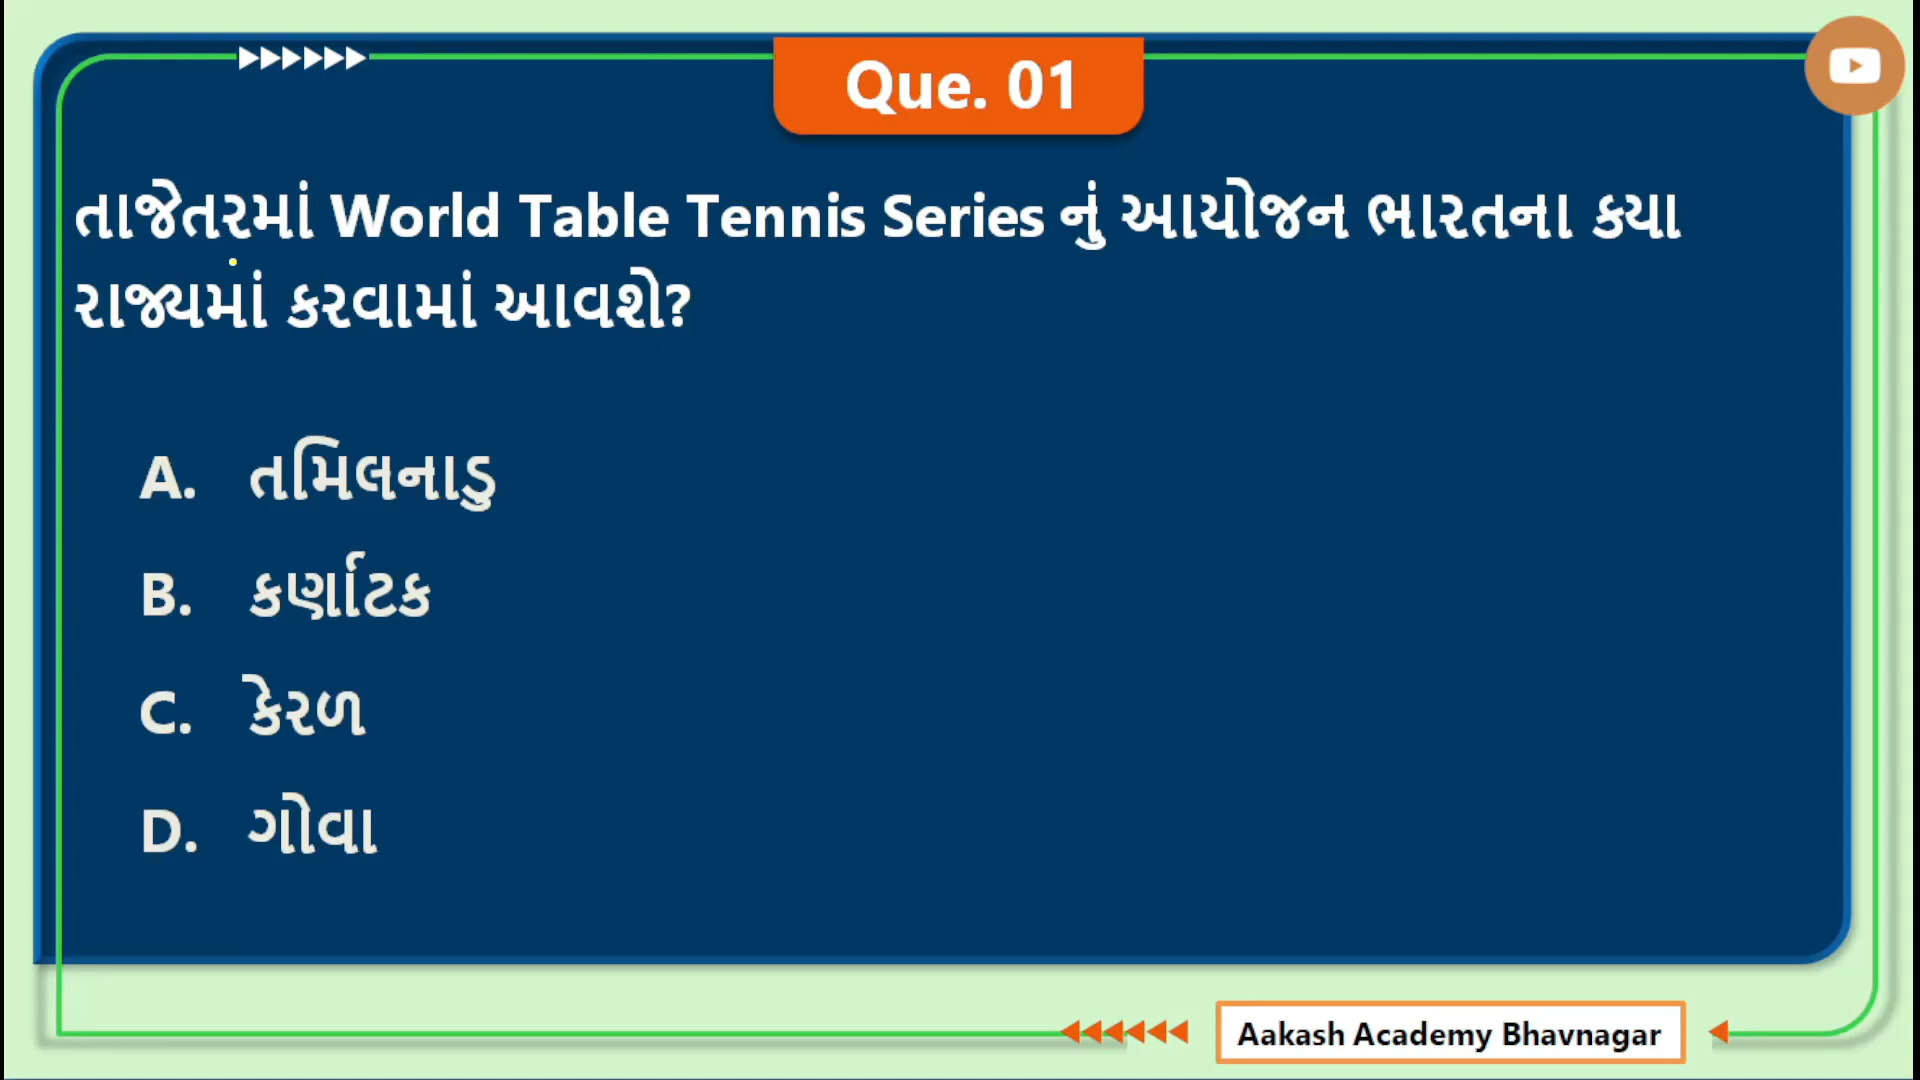 Que. 01
તાજેતરમાં World Table Tennis Series નું આયોજન ભારતના ક્યા
રાજ્યમાં કરવામાં આવશે?
A. તમિલનાડુ
B. કર્ણાટક
C. કેરળ
D. ગોવા
Aakash Academy Bhavnagar